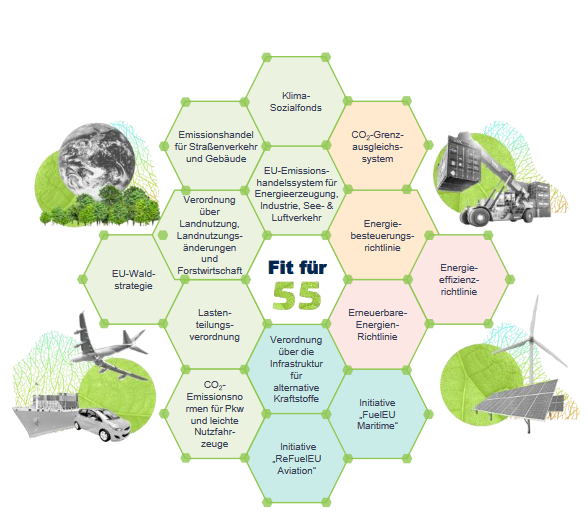 Klima-
Sozialfonds
Emissionshandel
für Straßenverkehr
und Gebäude
CO₂-Grenz-
ausgleichs-
system
EU-Emissions-
handelssystem für
Energieerzeugung,
Industrie, See- &
Luftverkehr
Verordnung
über
Landnutzung,
Landnutzungs-
änderungen
und
Forstwirtschaft
Energie-
besteuerungs-
richtlinie
EU-Wald-
strategie
Fit für
55
Energie-
effizienz-
richtlinie
Lasten-
teilungs-
verordnung
Erneuerbare-
Energien-
Richtlinie
Verordnung
über die
Infrastruktur
für
alternative
Kraftstoffe
CO₂-
Emissionsno
rmen für Pkw
und leichte
Nutzfahr-
zeuge
Initiative
„FuelEU
Maritime“
Initiative
„ReFuelEU
Aviation“